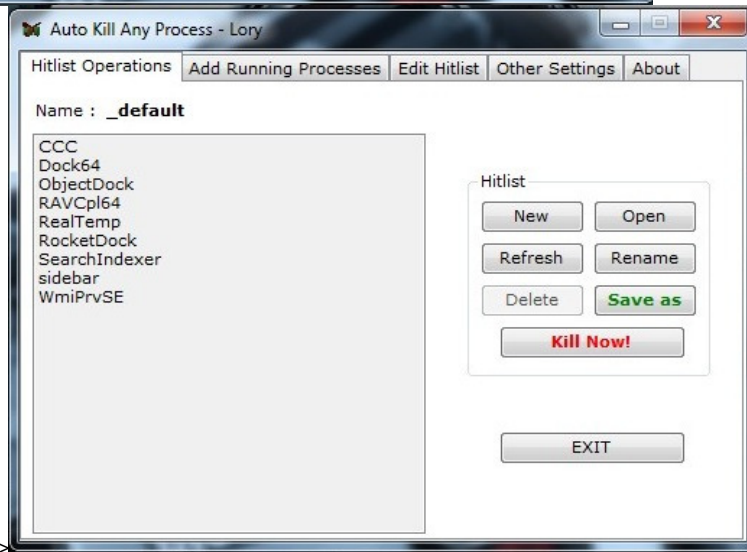 Auto Kill Any Process - Lory
Hitlist Operations Add Running Processes Edit Hitlist Other Settings About
Name : _default
CCC
Dock64
ObjectDock
RAVCpl64
RealTemp
RocketDock
SearchIndexer
sidebar
WmiPrvSE
Hitlist
New Open
Refresh Rename
Delete Save as
Kill Now!
EXIT
>